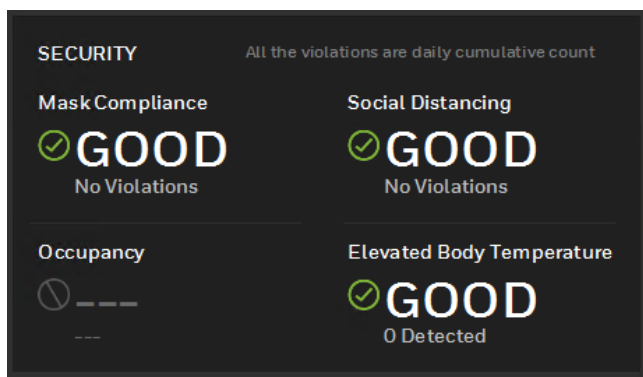 SECURITY All the violations are daily cumulative count
Mask Compliance Social Distancing
GOOD GOOD
No Violations No Violations
Occupancy Elevated Body Temperature
--- GOOD
--- 0 Detected